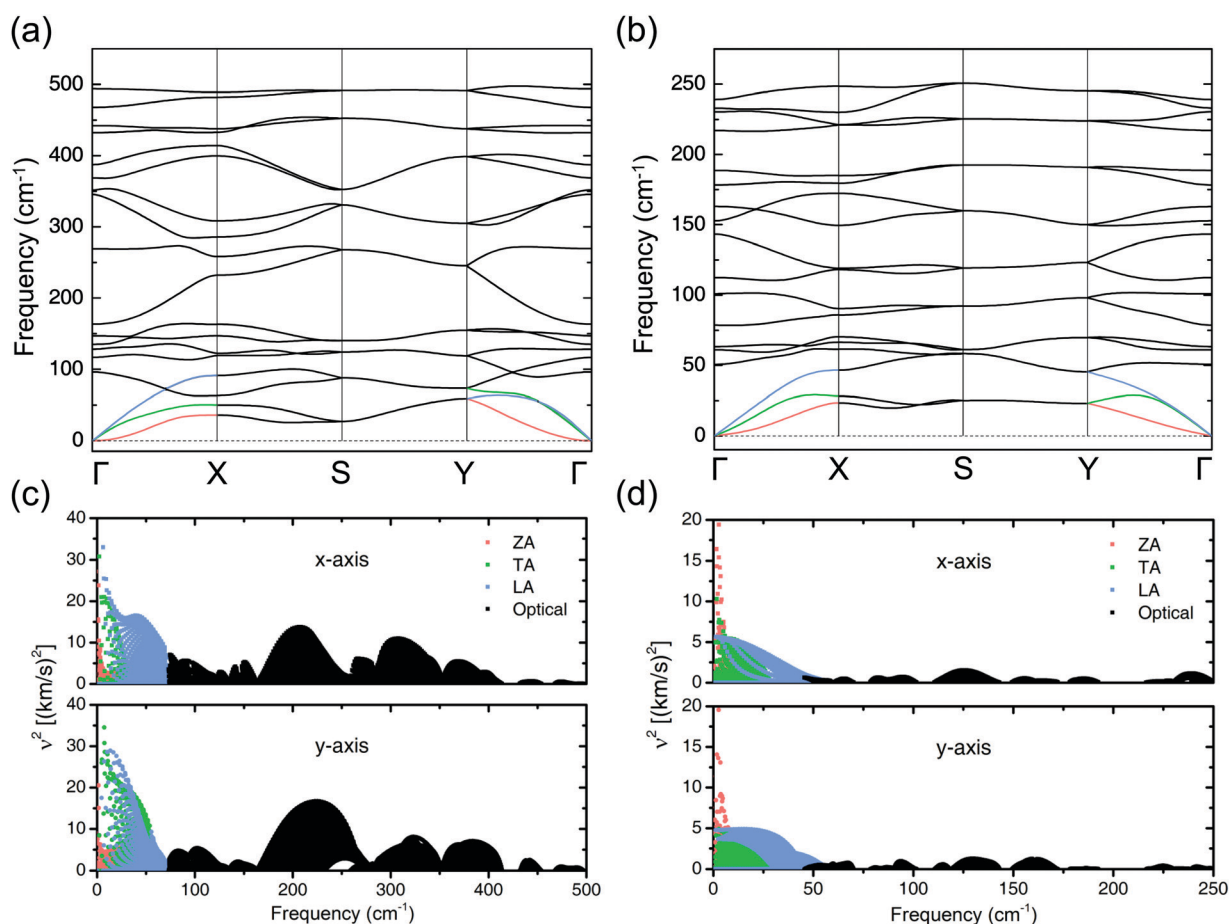 (a)
Frequency (cm⁻¹)
500
400
300
200
100
0
Γ X S Y Γ
(b)
Frequency (cm⁻¹)
250
200
150
100
50
0
Γ X S Y Γ
(c)
ν² [(km/s)²]
40
30
20
10
0
x-axis
ZA
TA
LA
Optical
40
30
20
10
0
y-axis
0 100 200 300 400 500
Frequency (cm⁻¹)
(d)
ν² [(km/s)²]
20
15
10
5
0
x-axis
ZA
TA
LA
Optical
20
15
10
5
0
y-axis
0 50 100 150 200 250
Frequency (cm⁻¹)